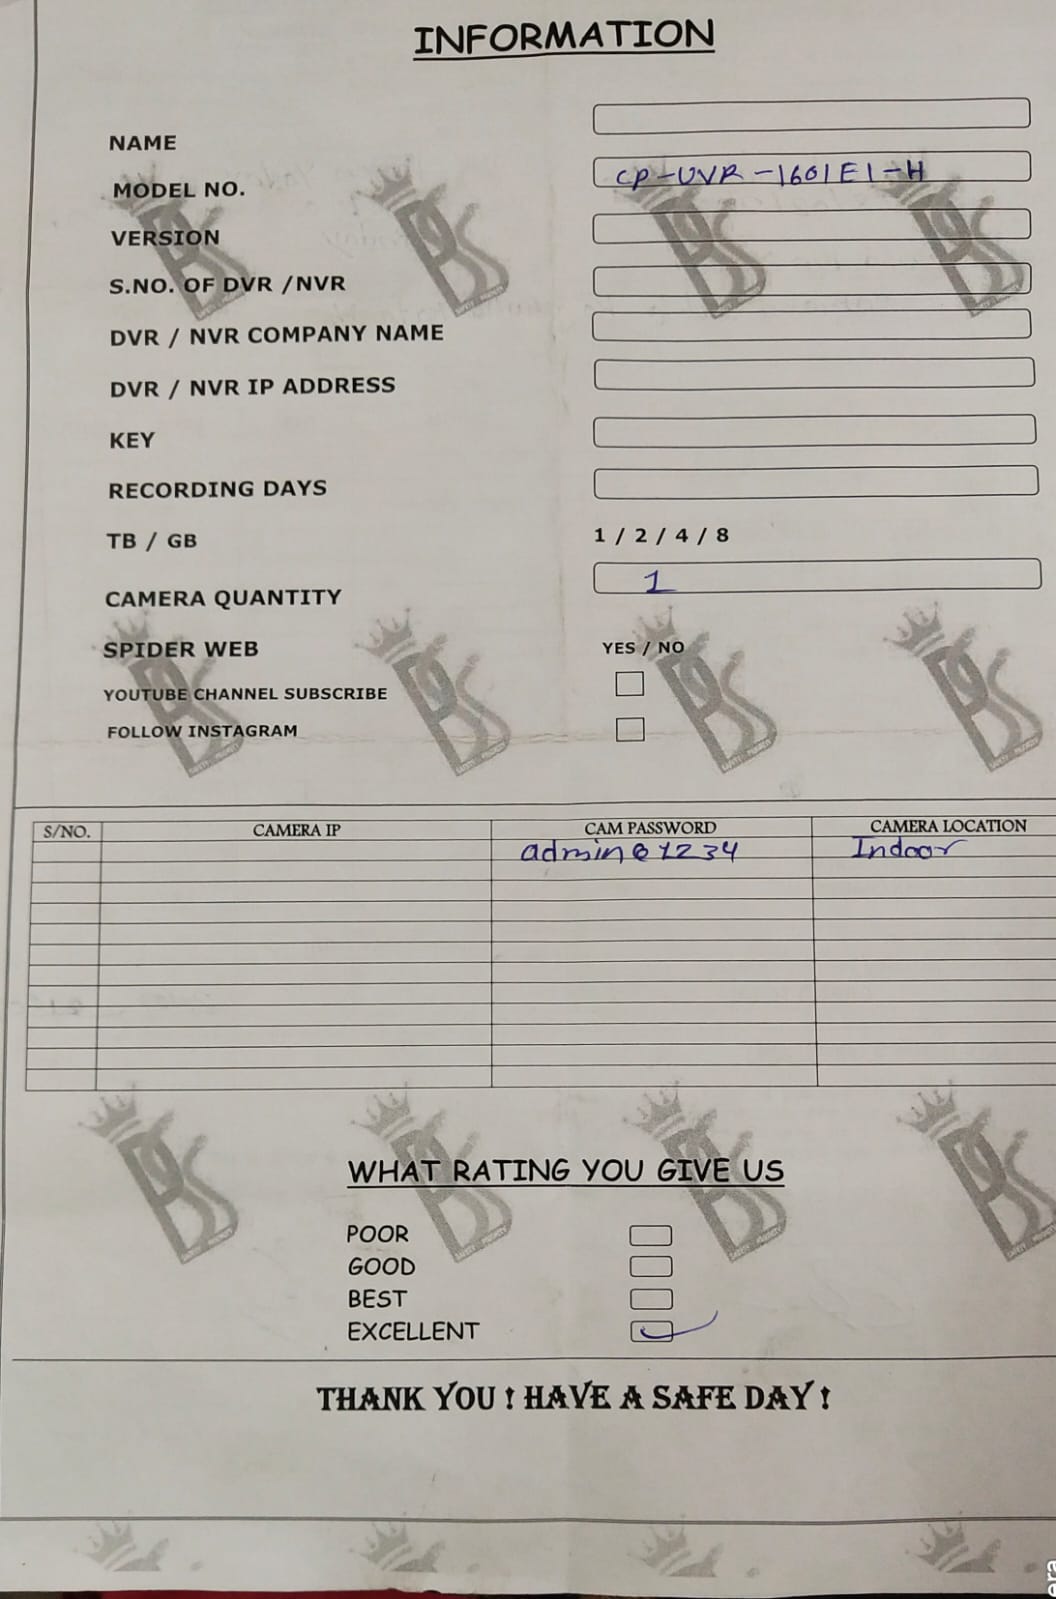 INFORMATION
NAME
MODEL NO. CP-UVR-1601E1-H
VERSION
S.NO. OF DVR /NVR
DVR / NVR COMPANY NAME
DVR / NVR IP ADDRESS
KEY
RECORDING DAYS
TB / GB 1 / 2 / 4 / 8
CAMERA QUANTITY 1
SPIDER WEB YES / NO
YOUTUBE CHANNEL SUBSCRIBE
FOLLOW INSTAGRAM
S/NO. CAMERA IP CAM PASSWORD CAMERA LOCATION
admin@1234 Indoor
WHAT RATING YOU GIVE US
POOR
GOOD
BEST
EXCELLENT
THANK YOU ! HAVE A SAFE DAY !